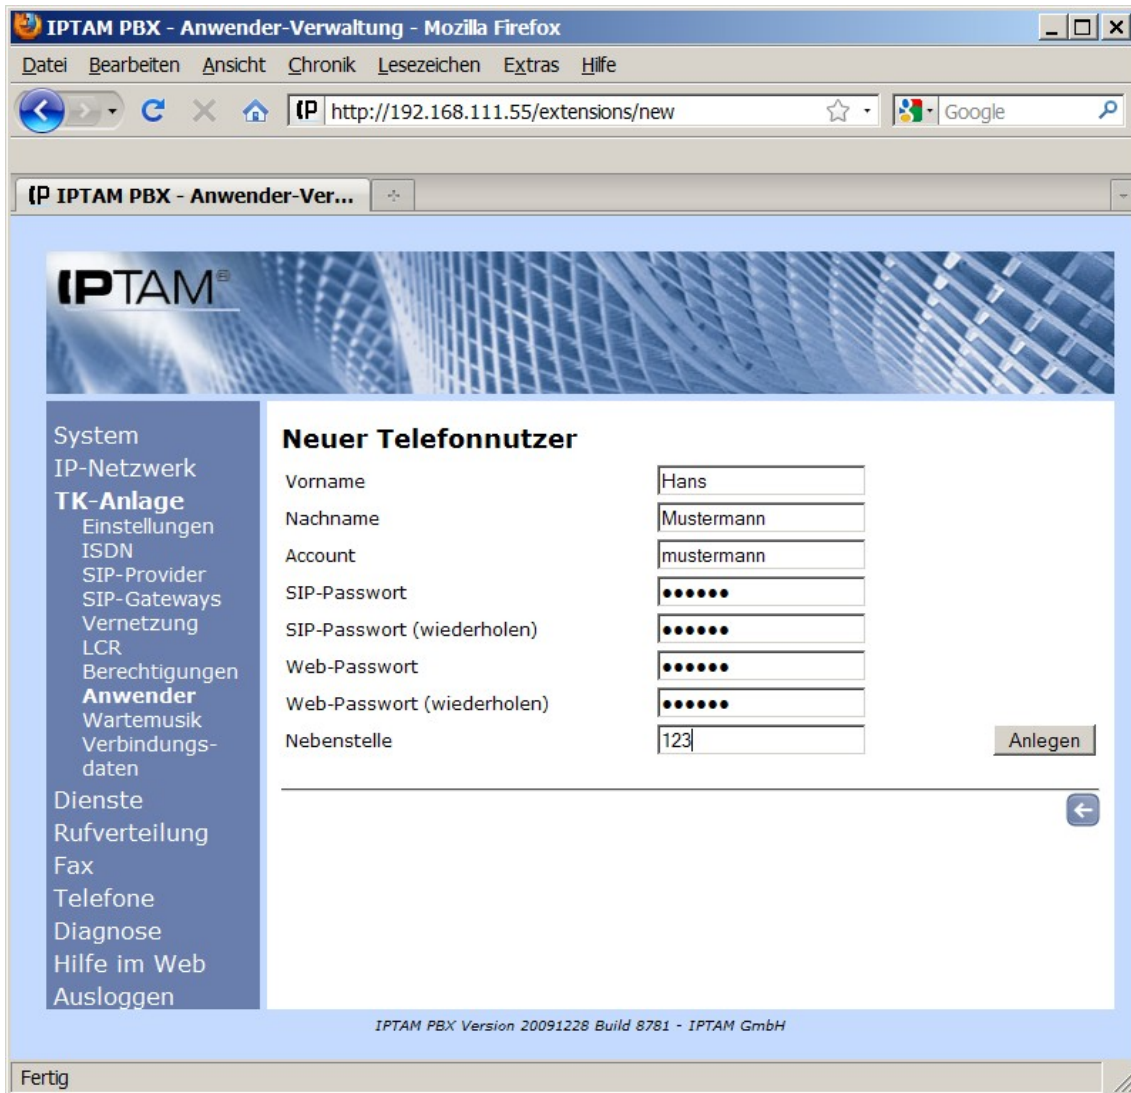 IPTAM PBX - Anwender-Verwaltung - Mozilla Firefox
Datei Bearbeiten Ansicht Chronik Lesezeichen Extras Hilfe
(P http://192.168.111.55/extensions/new Google
(P IPTAM PBX - Anwender-Ver...
IPTAM®
System
IP-Netzwerk
TK-Anlage
Einstellungen
ISDN
SIP-Provider
SIP-Gateways
Vernetzung
LCR
Berechtigungen
Anwender
Wartemusik
Verbindungs-
daten
Dienste
Rufverteilung
Fax
Telefone
Diagnose
Hilfe im Web
Ausloggen
Neuer Telefonnutzer
Vorname Hans
Nachname Mustermann
Account mustermann
SIP-Passwort ••••••
SIP-Passwort (wiederholen) ••••••
Web-Passwort ••••••
Web-Passwort (wiederholen) ••••••
Nebenstelle 123 Anlegen
IPTAM PBX Version 20091228 Build 8781 - IPTAM GmbH
Fertig